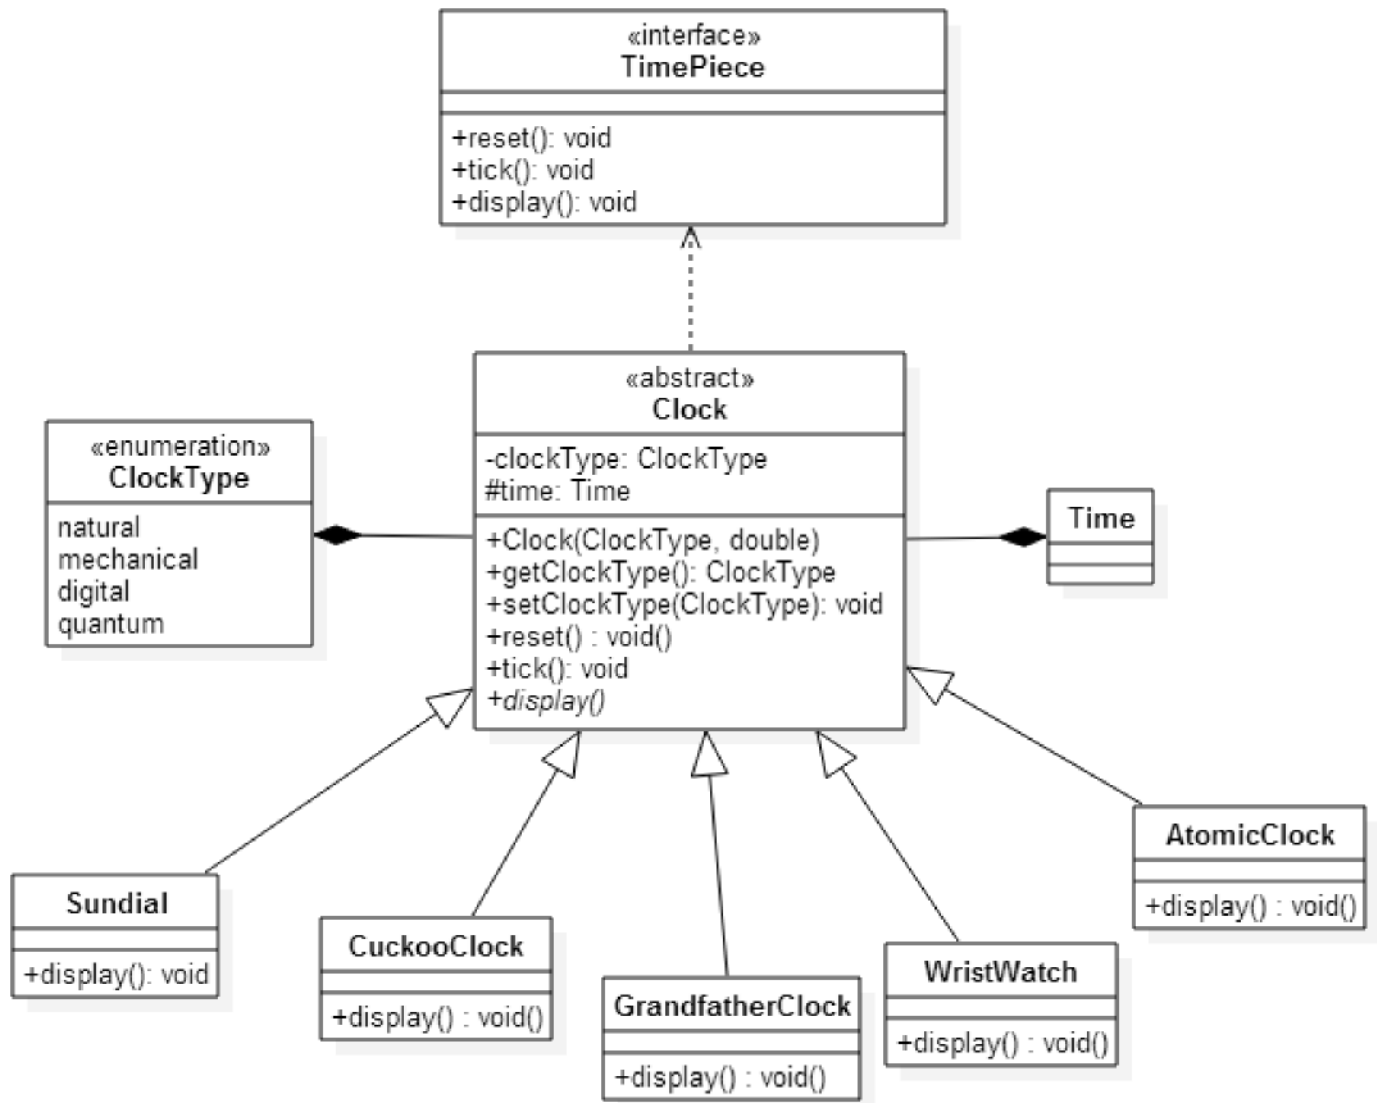 «interface»
TimePiece
+reset(): void
+tick(): void
+display(): void
«abstract»
Clock
-clockType: ClockType
#time: Time
+Clock(ClockType, double)
+getClockType(): ClockType
+setClockType(ClockType): void
+reset() : void()
+tick(): void
+display()
«enumeration»
ClockType
natural
mechanical
digital
quantum
Time
Sundial
+display(): void
CuckooClock
+display() : void()
GrandfatherClock
+display() : void()
WristWatch
+display() : void()
AtomicClock
+display() : void()